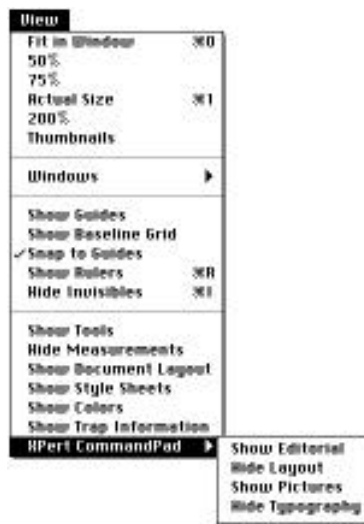 View
Fit in Window ⌘0
50%
75%
Actual Size ⌘1
200%
Thumbnails
Windows ▶
Show Guides
Show Baseline Grid
✓Snap to Guides
Show Rulers ⌘R
Hide Invisibles ⌘I
Show Tools
Hide Measurements
Show Document Layout
Show Style Sheets
Show Colors
Show Trap Information
XPert CommandPad ▶
Show Editorial
Hide Layout
Show Pictures
Hide Typography